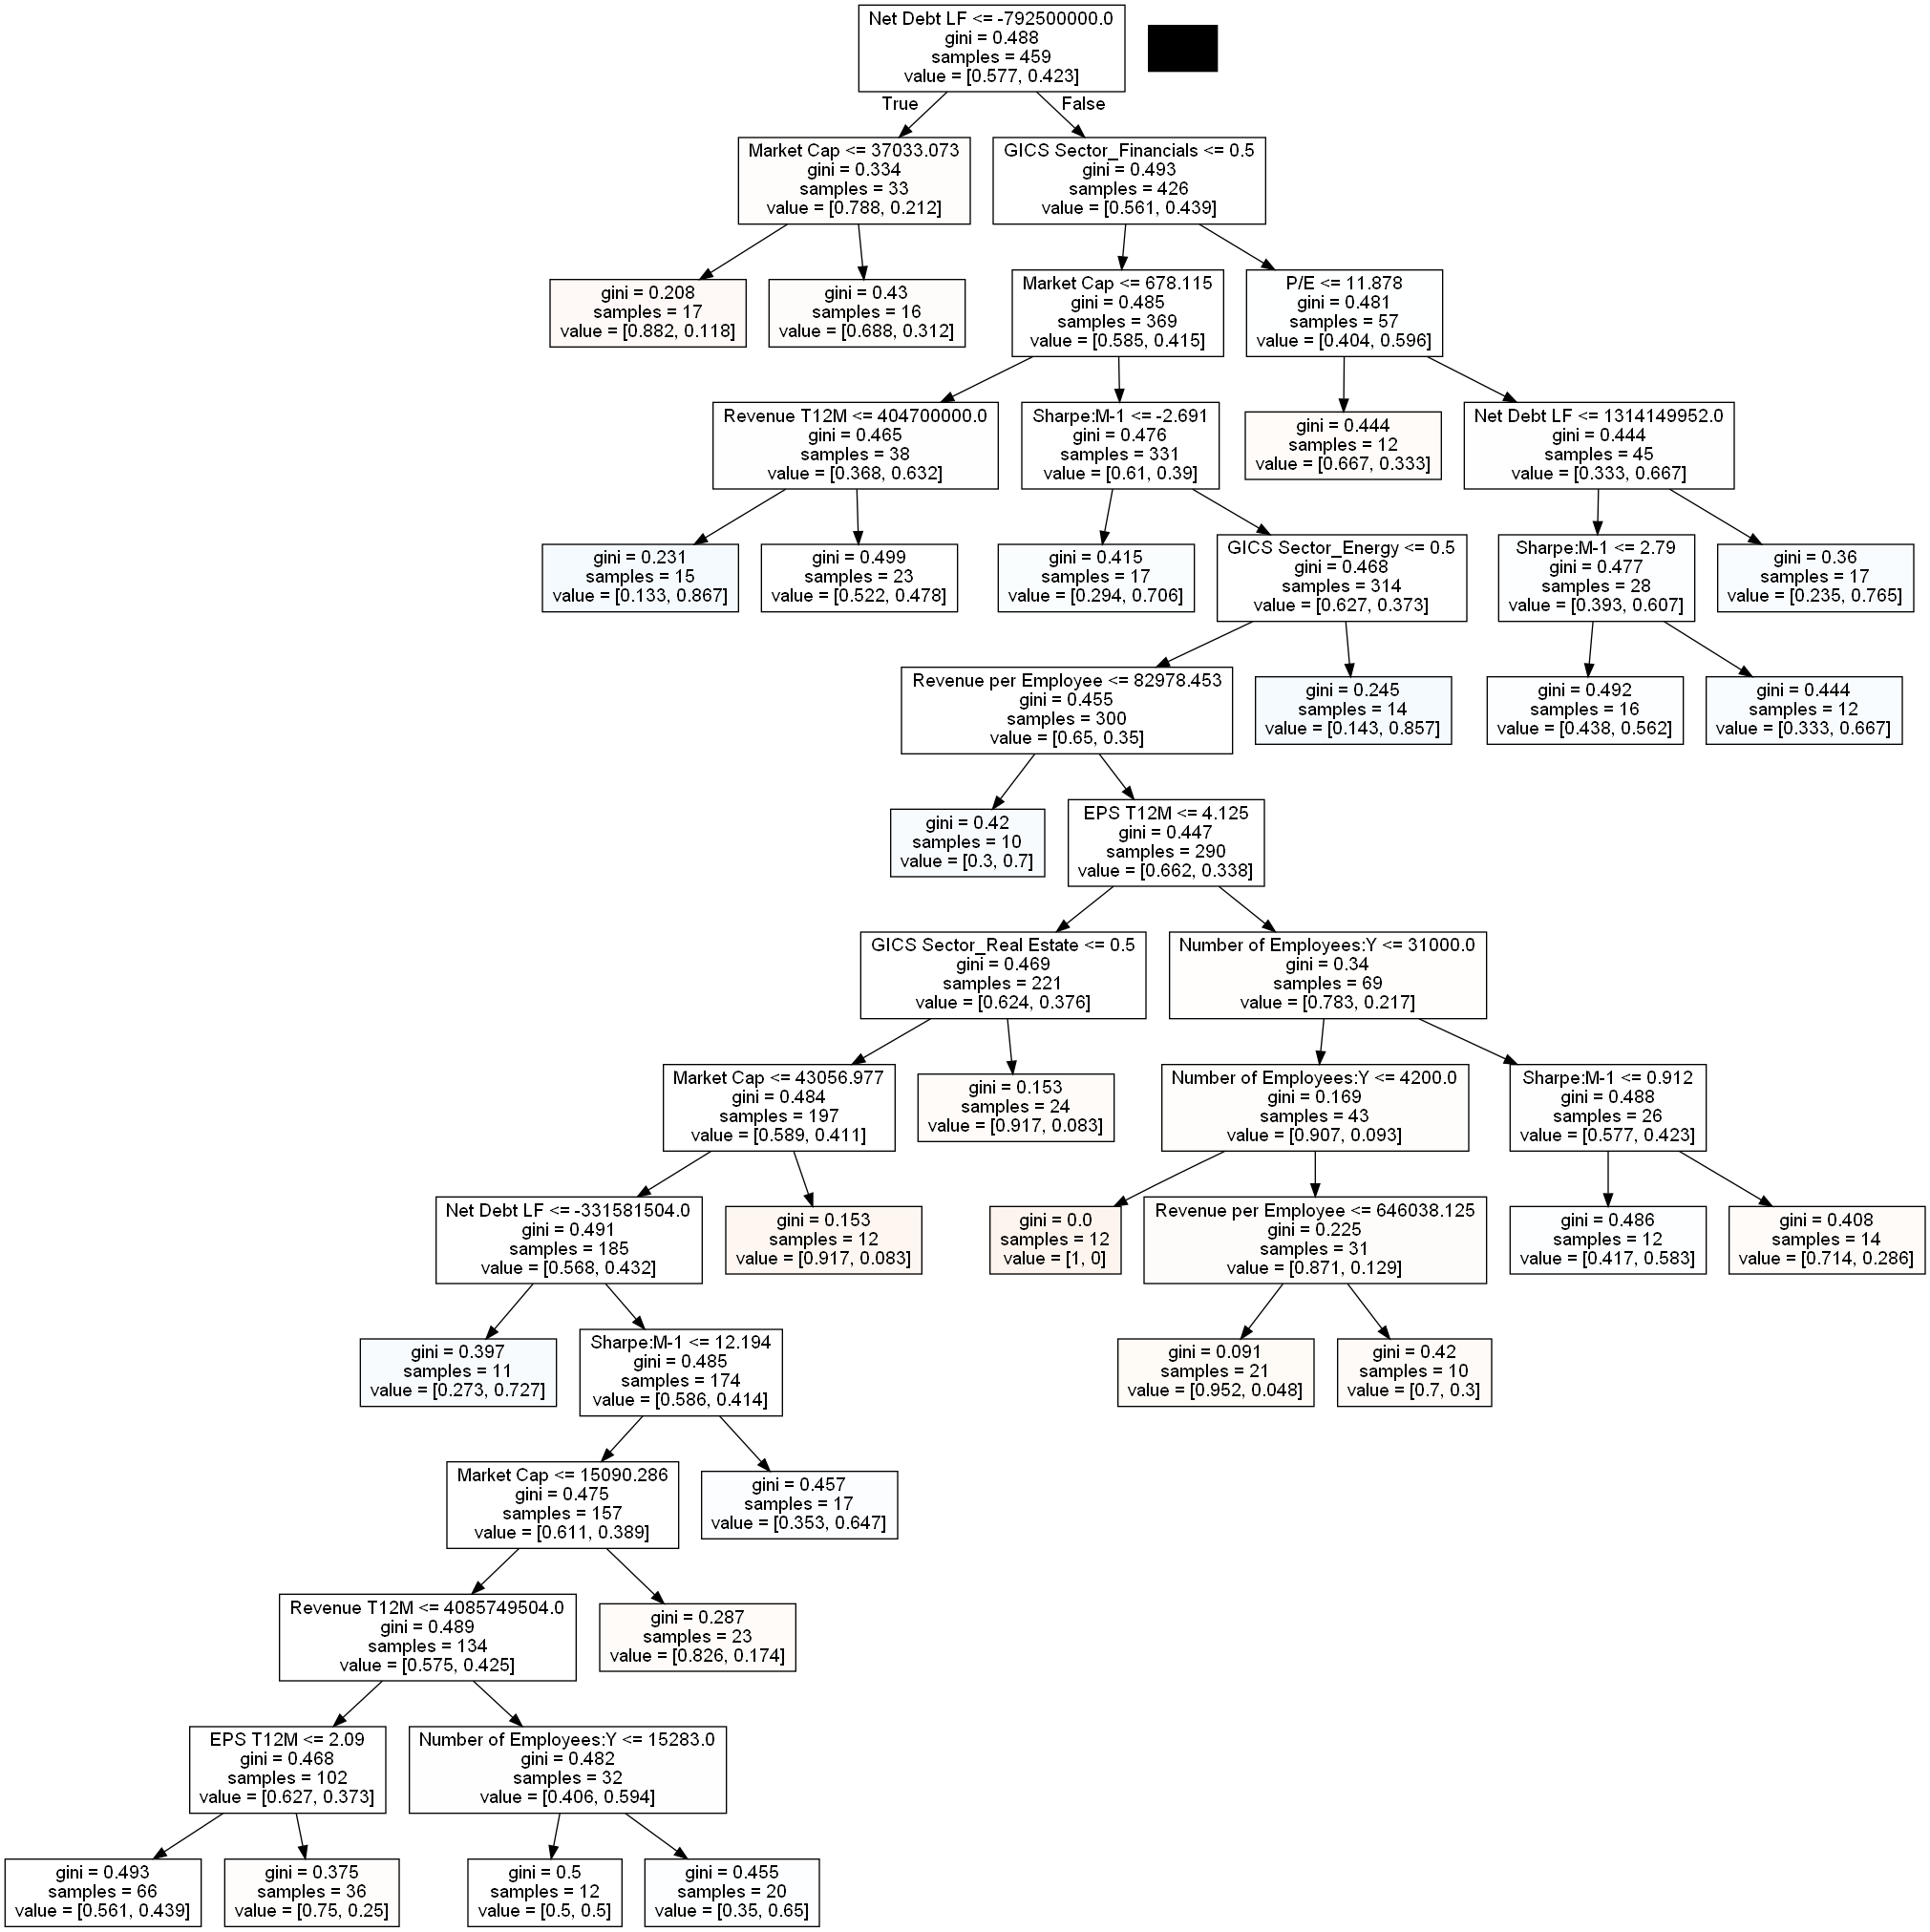 Net Debt LF <= -792500000.0
gini = 0.488
samples = 459
value = [0.577, 0.423]
True
False
Market Cap <= 37033.073
gini = 0.334
samples = 33
value = [0.788, 0.212]
GICS Sector_Financials <= 0.5
gini = 0.493
samples = 426
value = [0.561, 0.439]
gini = 0.208
samples = 17
value = [0.882, 0.118]
gini = 0.43
samples = 16
value = [0.688, 0.312]
Market Cap <= 678.115
gini = 0.485
samples = 369
value = [0.585, 0.415]
P/E <= 11.878
gini = 0.481
samples = 57
value = [0.404, 0.596]
Revenue T12M <= 404700000.0
gini = 0.465
samples = 38
value = [0.368, 0.632]
Sharpe:M-1 <= -2.691
gini = 0.476
samples = 331
value = [0.61, 0.39]
gini = 0.444
samples = 12
value = [0.667, 0.333]
Net Debt LF <= 1314149952.0
gini = 0.444
samples = 45
value = [0.333, 0.667]
gini = 0.231
samples = 15
value = [0.133, 0.867]
gini = 0.499
samples = 23
value = [0.522, 0.478]
gini = 0.415
samples = 17
value = [0.294, 0.706]
GICS Sector_Energy <= 0.5
gini = 0.468
samples = 314
value = [0.627, 0.373]
Sharpe:M-1 <= 2.79
gini = 0.477
samples = 28
value = [0.393, 0.607]
gini = 0.36
samples = 17
value = [0.235, 0.765]
Revenue per Employee <= 82978.453
gini = 0.455
samples = 300
value = [0.65, 0.35]
gini = 0.245
samples = 14
value = [0.143, 0.857]
gini = 0.492
samples = 16
value = [0.438, 0.562]
gini = 0.444
samples = 12
value = [0.333, 0.667]
gini = 0.42
samples = 10
value = [0.3, 0.7]
EPS T12M <= 4.125
gini = 0.447
samples = 290
value = [0.662, 0.338]
GICS Sector_Real Estate <= 0.5
gini = 0.469
samples = 221
value = [0.624, 0.376]
Number of Employees:Y <= 31000.0
gini = 0.34
samples = 69
value = [0.783, 0.217]
Market Cap <= 43056.977
gini = 0.484
samples = 197
value = [0.589, 0.411]
gini = 0.153
samples = 24
value = [0.917, 0.083]
Number of Employees:Y <= 4200.0
gini = 0.169
samples = 43
value = [0.907, 0.093]
Sharpe:M-1 <= 0.912
gini = 0.488
samples = 26
value = [0.577, 0.423]
Net Debt LF <= -331581504.0
gini = 0.491
samples = 185
value = [0.568, 0.432]
gini = 0.153
samples = 12
value = [0.917, 0.083]
gini = 0.0
samples = 12
value = [1, 0]
Revenue per Employee <= 646038.125
gini = 0.225
samples = 31
value = [0.871, 0.129]
gini = 0.486
samples = 12
value = [0.417, 0.583]
gini = 0.408
samples = 14
value = [0.714, 0.286]
gini = 0.397
samples = 11
value = [0.273, 0.727]
Sharpe:M-1 <= 12.194
gini = 0.485
samples = 174
value = [0.586, 0.414]
gini = 0.091
samples = 21
value = [0.952, 0.048]
gini = 0.42
samples = 10
value = [0.7, 0.3]
Market Cap <= 15090.286
gini = 0.475
samples = 157
value = [0.611, 0.389]
gini = 0.457
samples = 17
value = [0.353, 0.647]
Revenue T12M <= 4085749504.0
gini = 0.489
samples = 134
value = [0.575, 0.425]
gini = 0.287
samples = 23
value = [0.826, 0.174]
EPS T12M <= 2.09
gini = 0.468
samples = 102
value = [0.627, 0.373]
Number of Employees:Y <= 15283.0
gini = 0.482
samples = 32
value = [0.406, 0.594]
gini = 0.493
samples = 66
value = [0.561, 0.439]
gini = 0.375
samples = 36
value = [0.75, 0.25]
gini = 0.5
samples = 12
value = [0.5, 0.5]
gini = 0.455
samples = 20
value = [0.35, 0.65]